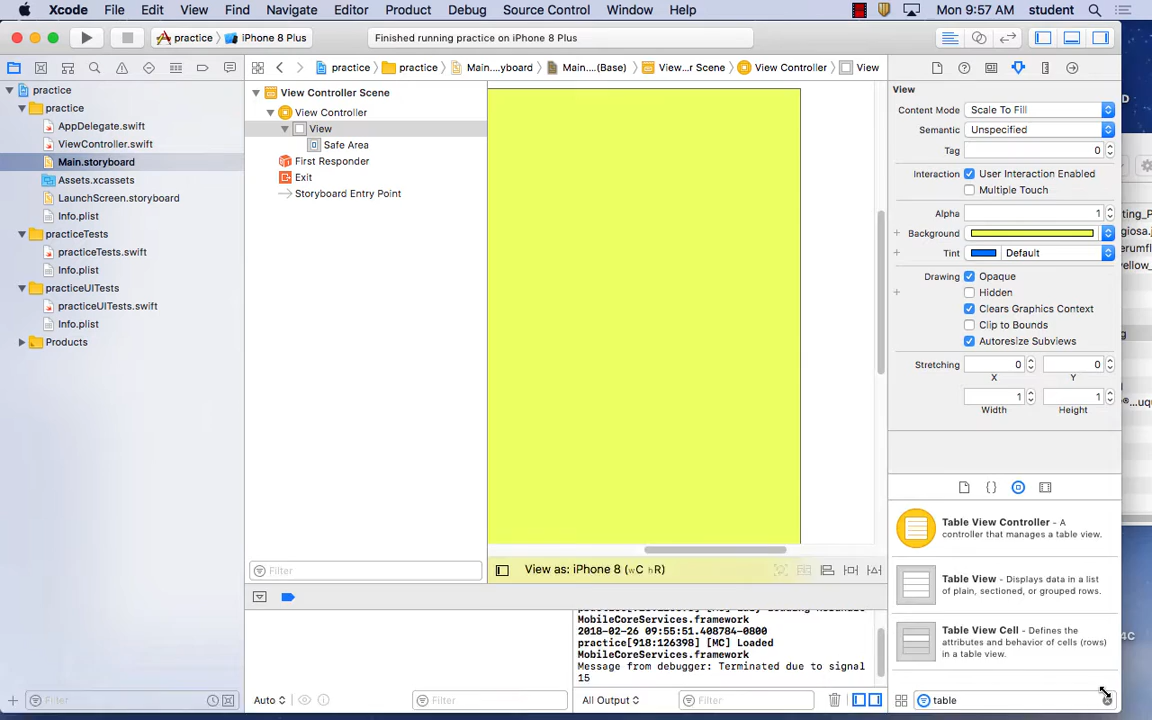 Xcode File Edit View Find Navigate Editor Product Debug Source Control Window Help Mon 9:57 AM student
practice iPhone 8 Plus Finished running practice on iPhone 8 Plus
practice practice Main....yboard Main....(Base) View...r Scene View Controller View
practice
practice
AppDelegate.swift
ViewController.swift
Main.storyboard
Assets.xcassets
LaunchScreen.storyboard
Info.plist
practiceTests
practiceTests.swift
Info.plist
practiceUITests
practiceUITests.swift
Info.plist
Products
Filter
View Controller Scene
View Controller
View
Safe Area
First Responder
Exit
Storyboard Entry Point
Filter
View as: iPhone 8 (wC hR)
MobileCoreServices.framework
2018-02-26 09:55:51.408784-0800
practice[918:126398] [MC] Loaded
MobileCoreServices.framework
Message from debugger: Terminated due to signal
15
Auto
Filter
All Output
Filter
View
Content Mode Scale To Fill
Semantic Unspecified
Tag 0
Interaction User Interaction Enabled
Multiple Touch
Alpha 1
Background
Tint Default
Drawing Opaque
Hidden
Clears Graphics Context
Clip to Bounds
Autoresize Subviews
Stretching 0 0
X Y
1 1
Width Height
Table View Controller - A
controller that manages a table view.
Table View - Displays data in a list
of plain, sectioned, or grouped rows.
Table View Cell - Defines the
attributes and behavior of cells (rows)
in a table view.
table
D
4C